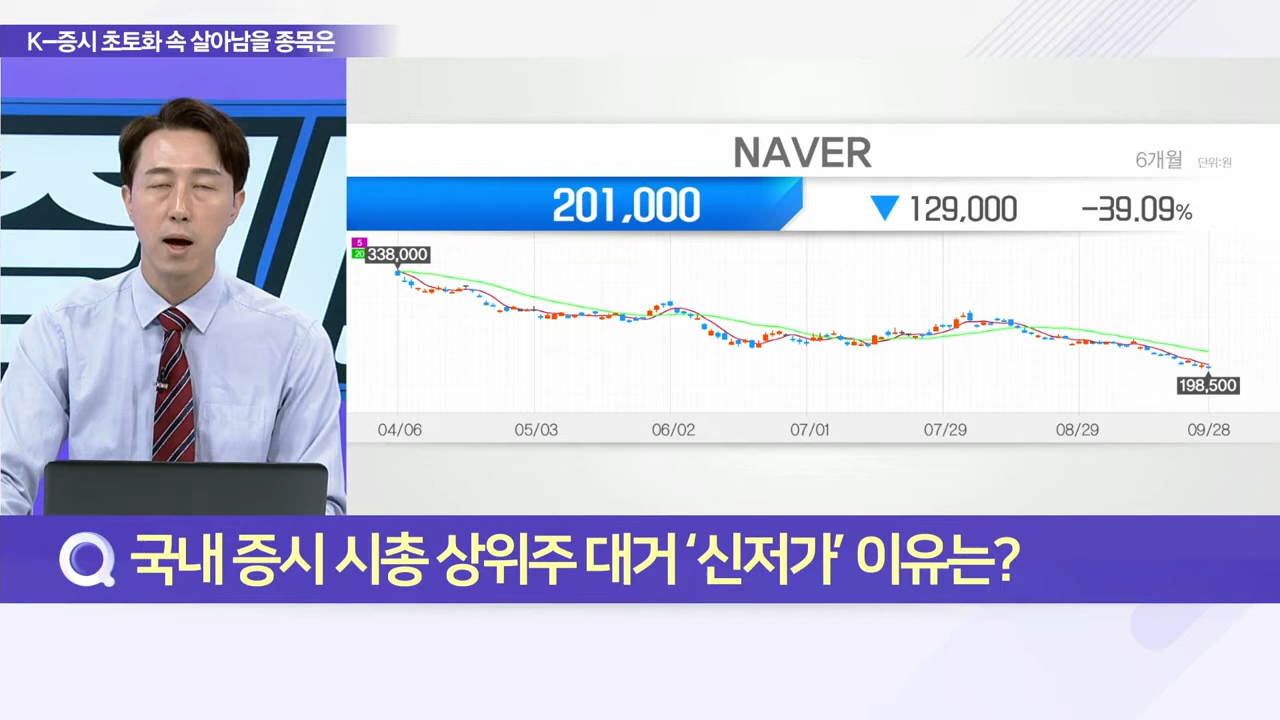 K-증시 초토화 속 살아남을 종목은
NAVER
6개월 단위:원
201,000 ▼ 129,000 -39.09%
5
20
338,000
198,500
04/06 05/03 06/02 07/01 07/29 08/29 09/28
Q 국내 증시 시총 상위주 대거 '신저가' 이유는?